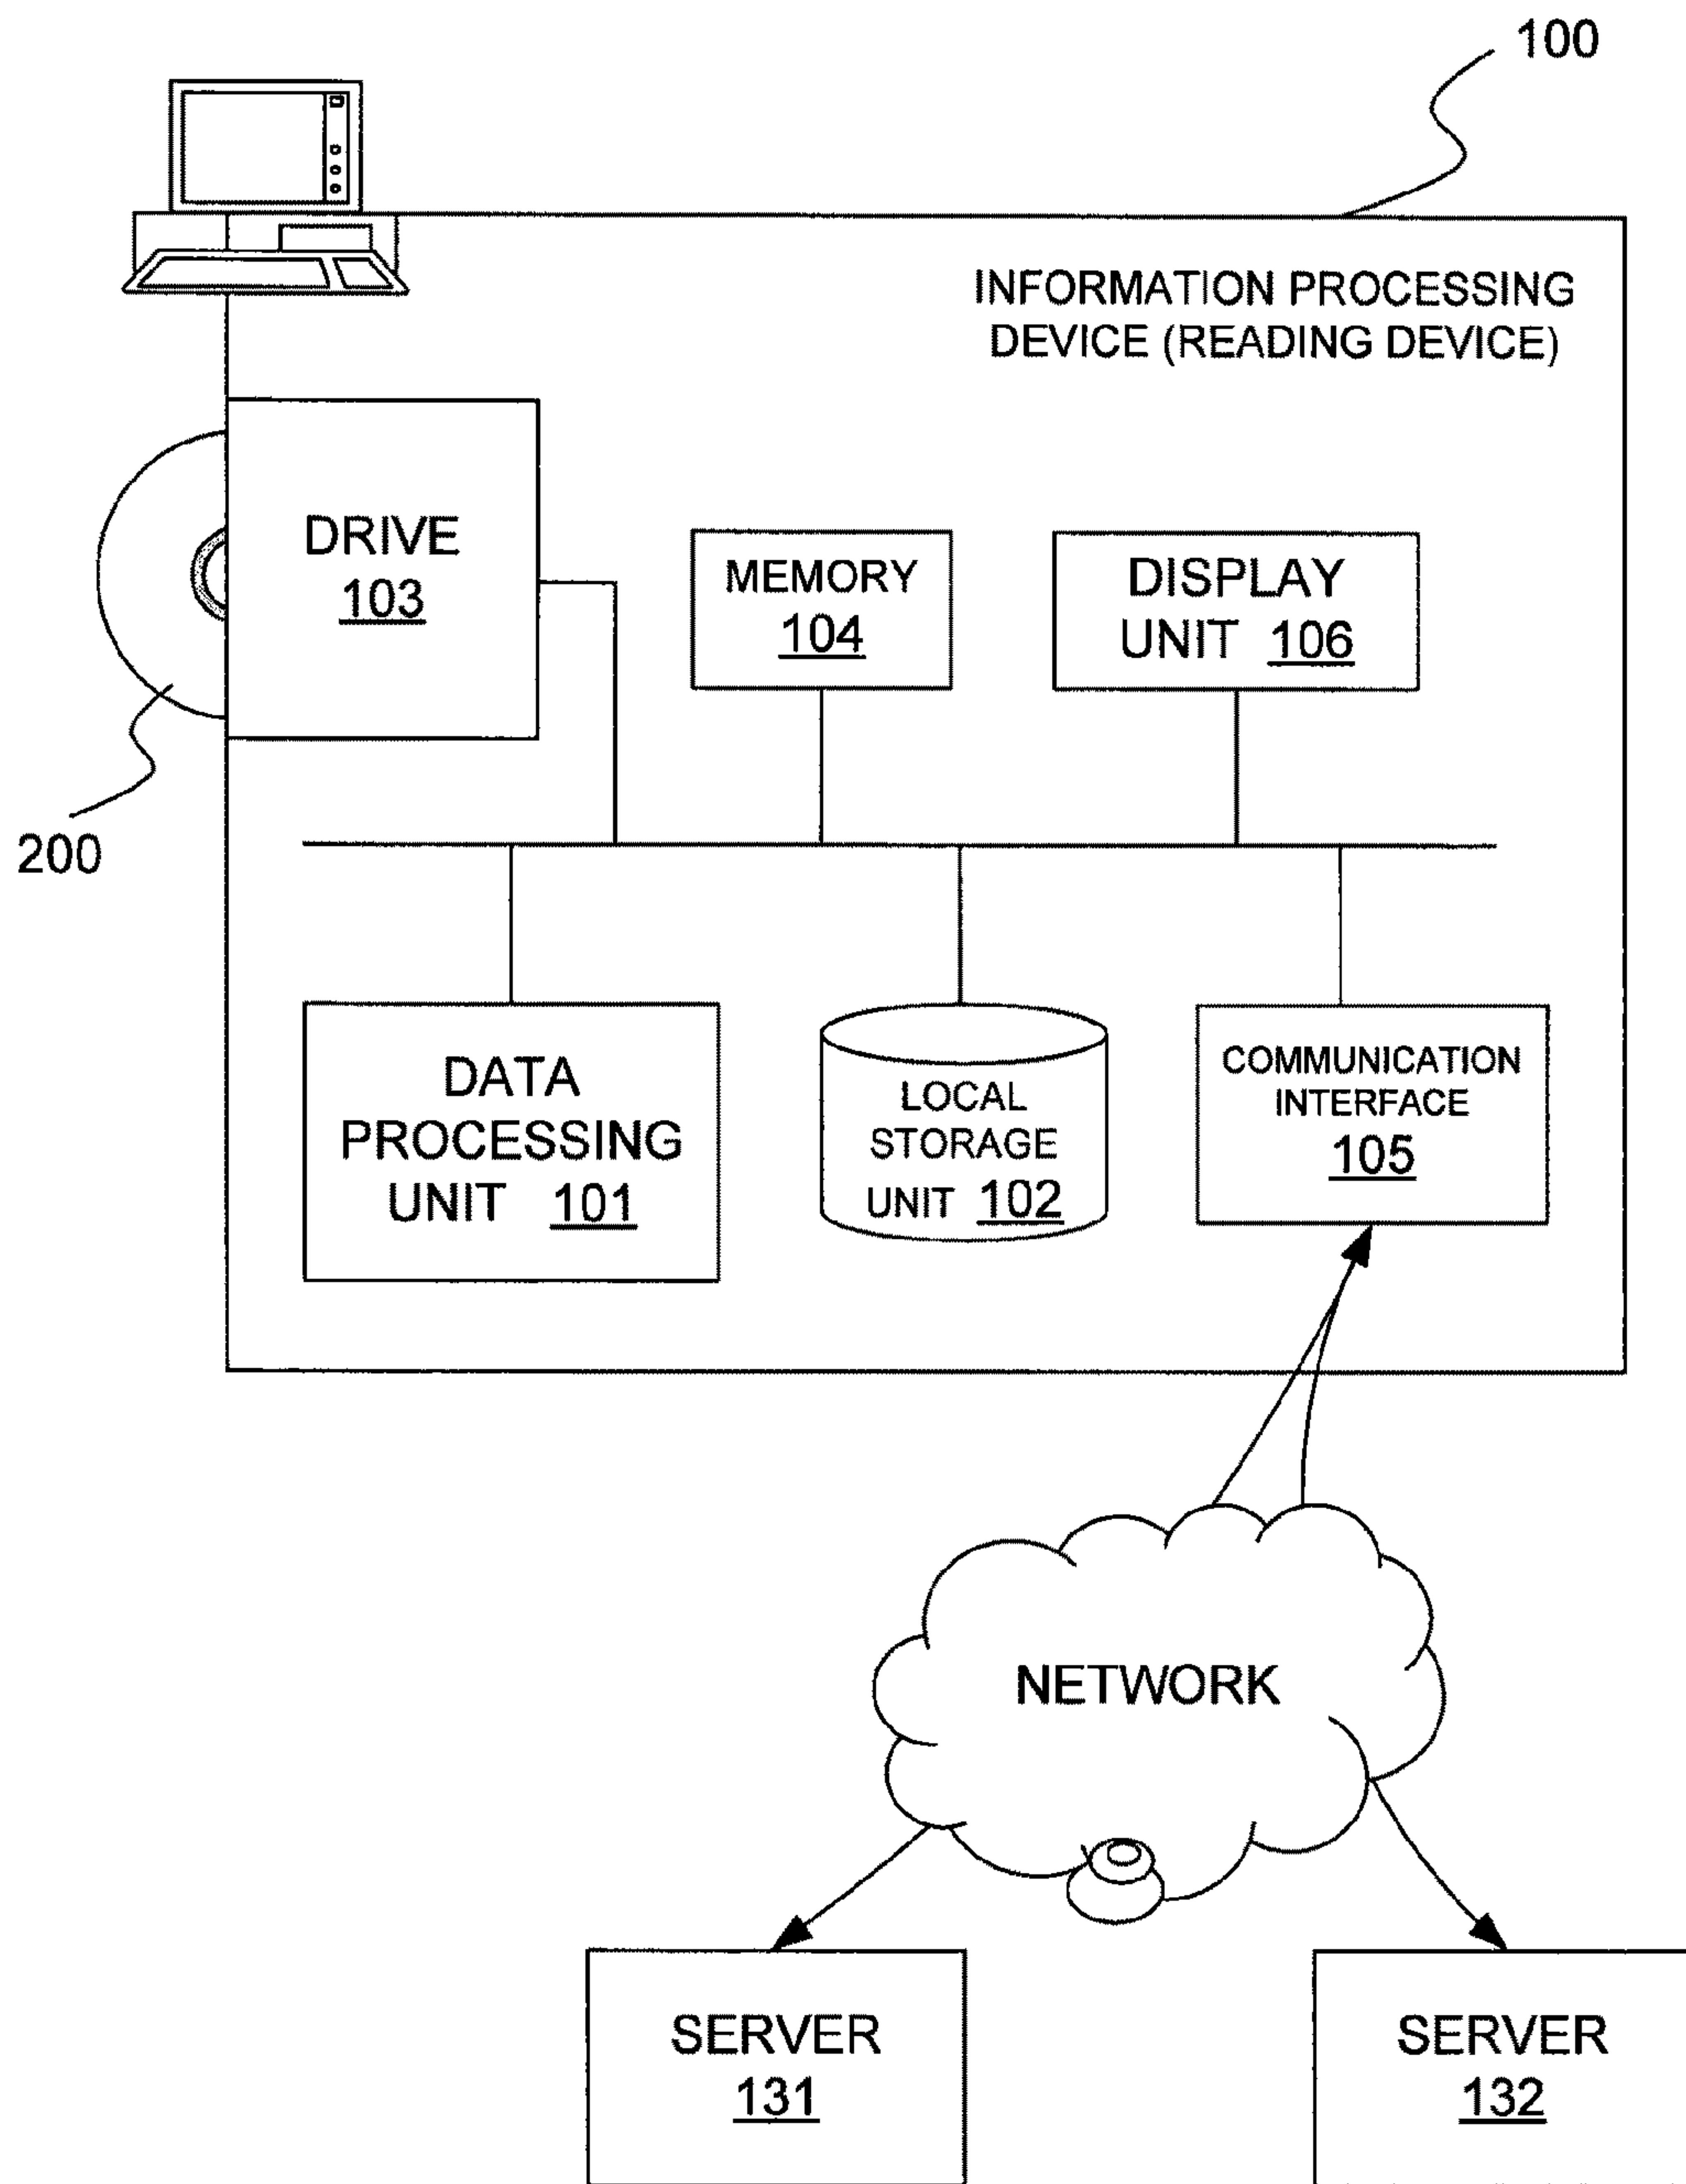 100
INFORMATION PROCESSING
DEVICE (READING DEVICE)
DRIVE
103
MEMORY
104
DISPLAY
UNIT 106
200
DATA
PROCESSING
UNIT 101
LOCAL
STORAGE
UNIT 102
COMMUNICATION
INTERFACE
105
NETWORK
SERVER
131
SERVER
132